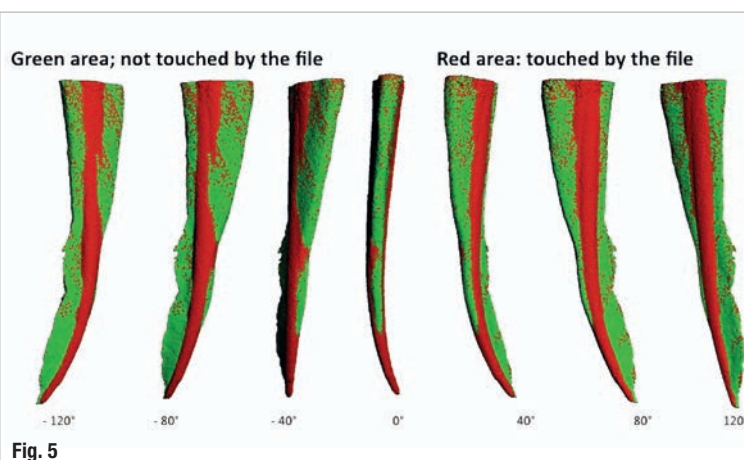 Green area; not touched by the file
Red area: touched by the file
- 120° - 80° - 40° 0° 40° 80° 120
Fig. 5